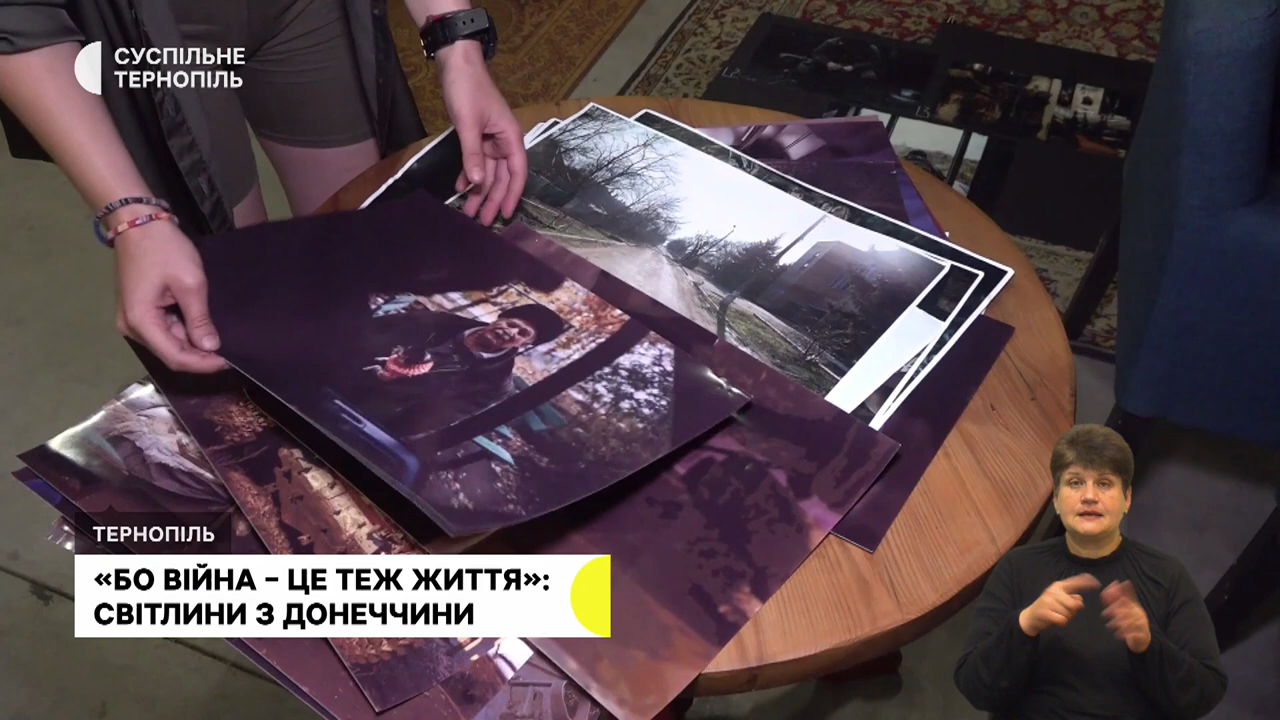 СУСПІЛЬНЕ
ТЕРНОПІЛЬ
ТЕРНОПІЛЬ
«БО ВІЙНА – ЦЕ ТЕЖ ЖИТТЯ»:
СВІТЛИНИ З ДОНЕЧЧИНИ